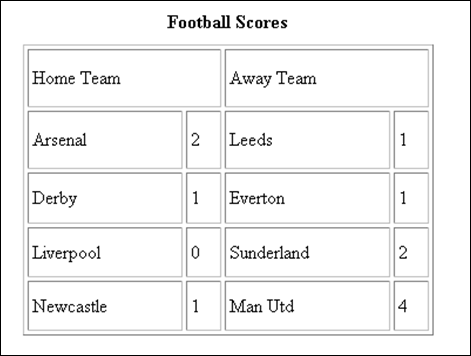 Football Scores
Home Team Away Team
Arsenal 2 Leeds 1
Derby 1 Everton 1
Liverpool 0 Sunderland 2
Newcastle 1 Man Utd 4